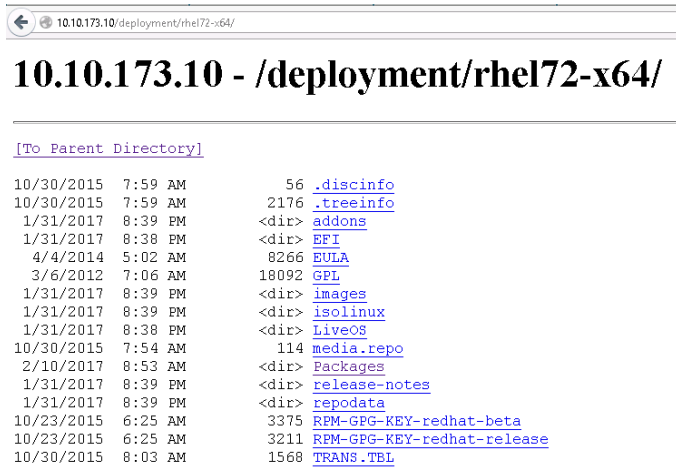 10.10.173.10/deployment/rhel72-x64/
10.10.173.10 - /deployment/rhel72-x64/
[To Parent Directory]
10/30/2015 7:59 AM 56 .discinfo
10/30/2015 7:59 AM 2176 .treeinfo
1/31/2017 8:39 PM <dir> addons
1/31/2017 8:38 PM <dir> EFI
4/4/2014 5:02 AM 8266 EULA
3/6/2012 7:06 AM 18092 GPL
1/31/2017 8:39 PM <dir> images
1/31/2017 8:39 PM <dir> isolinux
1/31/2017 8:38 PM <dir> LiveOS
10/30/2015 7:54 AM 114 media.repo
2/10/2017 8:53 AM <dir> Packages
1/31/2017 8:39 PM <dir> release-notes
1/31/2017 8:39 PM <dir> repodata
10/23/2015 6:25 AM 3375 RPM-GPG-KEY-redhat-beta
10/23/2015 6:25 AM 3211 RPM-GPG-KEY-redhat-release
10/30/2015 8:03 AM 1568 TRANS.TBL